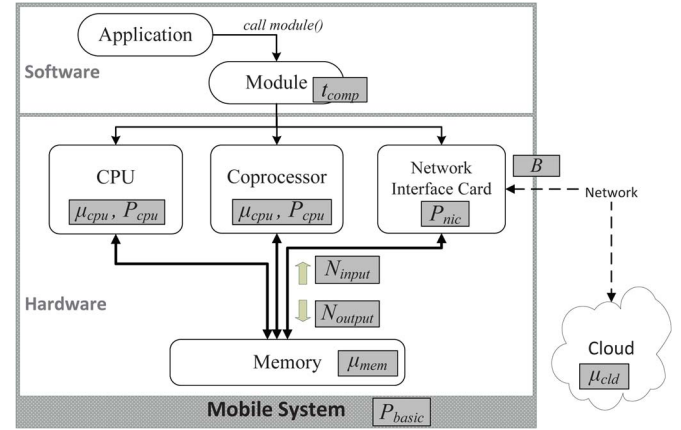 Application
call module()
Software
Module
t_comp
CPU
μ_cpu , P_cpu
Coprocessor
μ_cpu , P_cpu
Network
Interface Card
P_nic
B
Network
N_input
N_output
Hardware
Memory
μ_mem
Cloud
μ_cld
Mobile System
P_basic